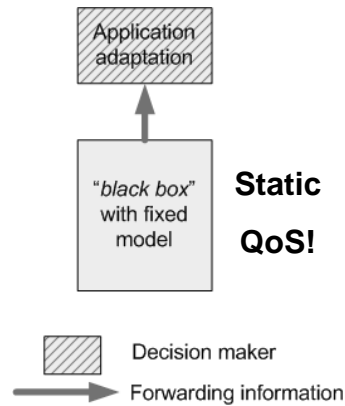 Application
adaptation
“black box”
with fixed
model
Static
QoS!
Decision maker
Forwarding information